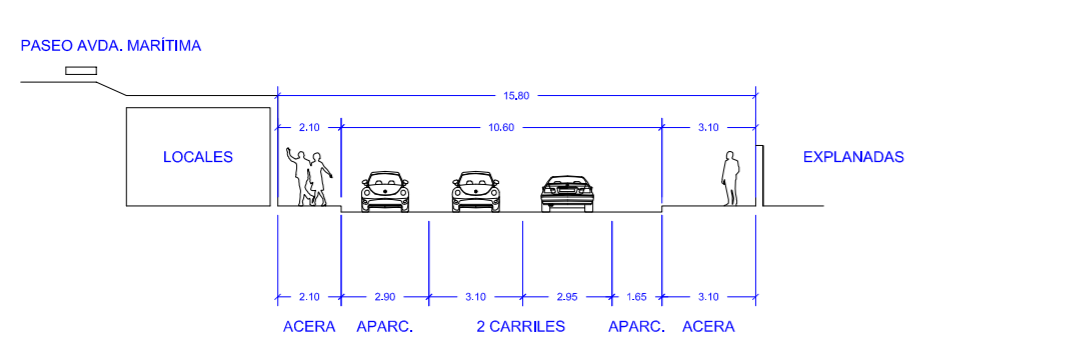 PASEO AVDA. MARÍTIMA
15.80
2.10 10.60 3.10
LOCALES EXPLANADAS
2.10 2.90 3.10 2.95 1.65 3.10
ACERA APARC. 2 CARRILES APARC. ACERA